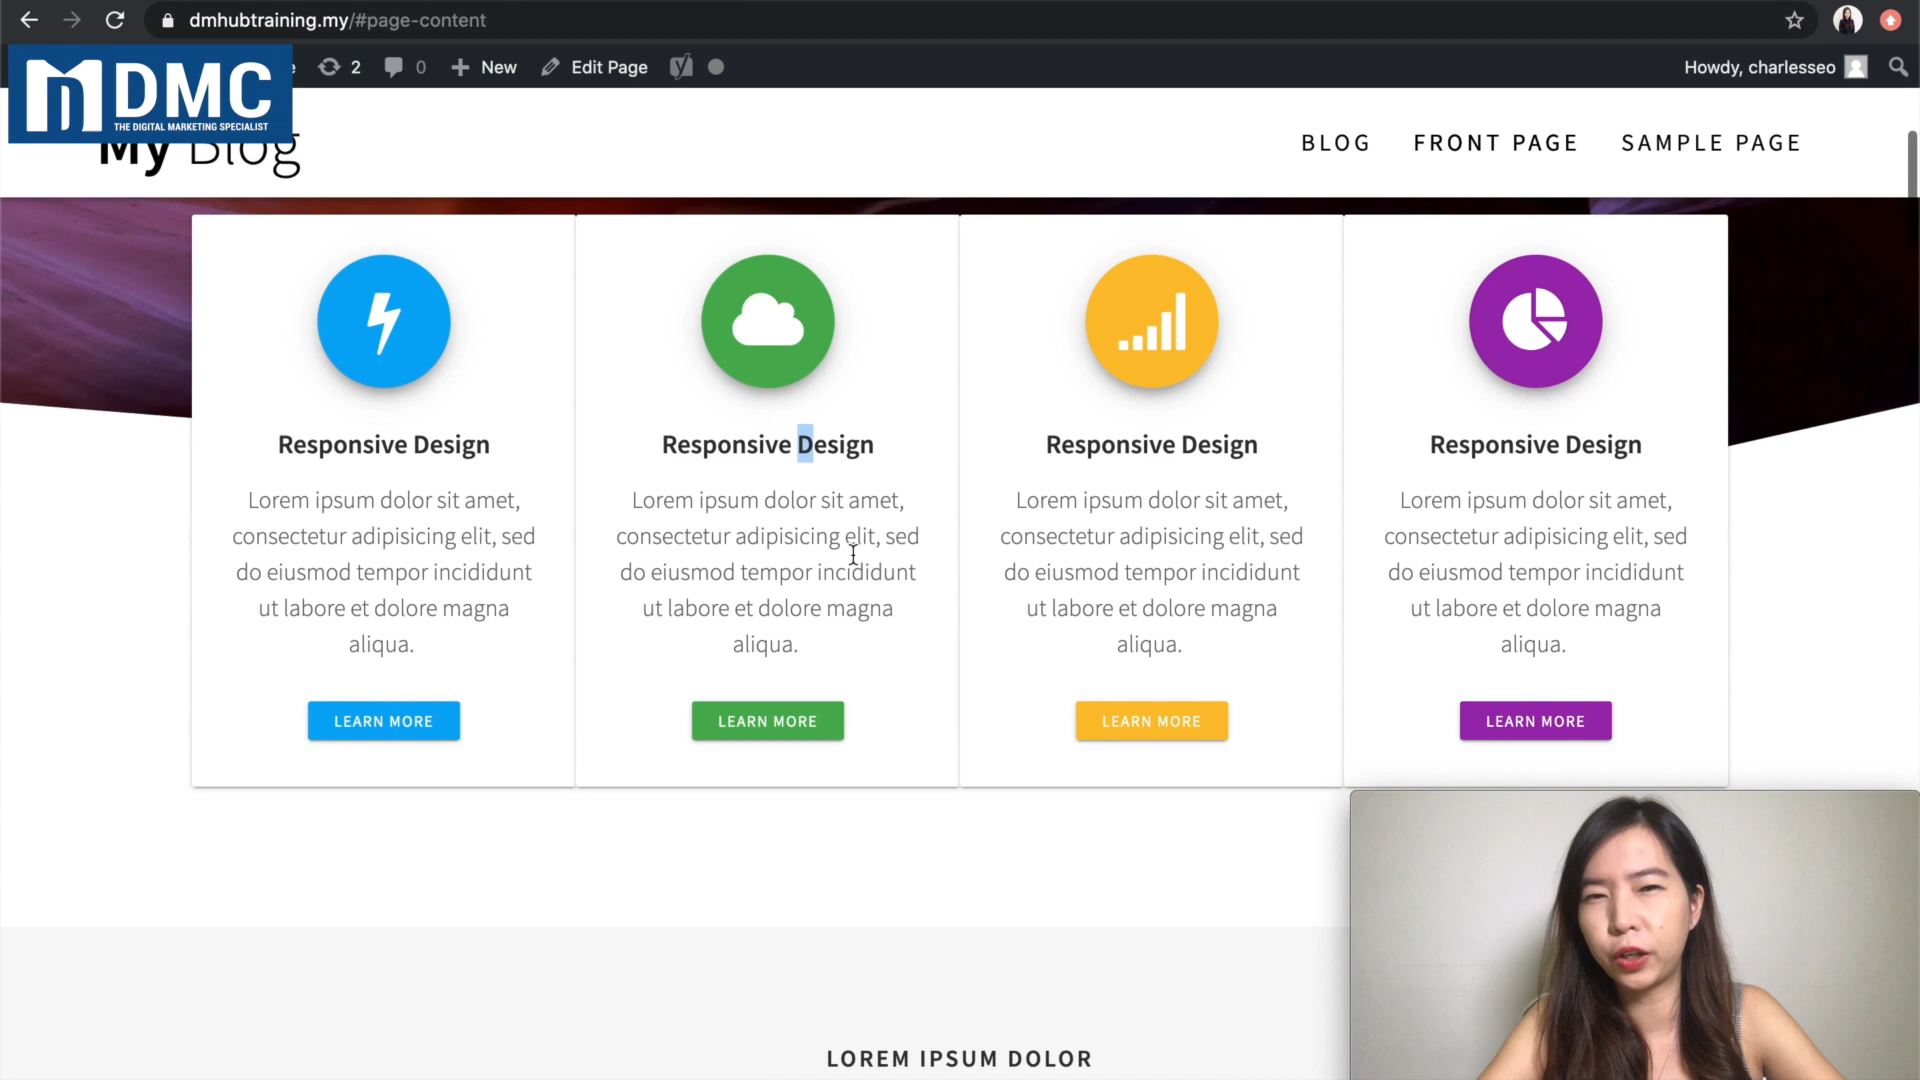 dmhubtraining.my/#page-content
DMC
THE DIGITAL MARKETING SPECIALIST
2
0
New
Edit Page
Howdy, charlesseo
My Blog
BLOG
FRONT PAGE
SAMPLE PAGE
Responsive Design
Lorem ipsum dolor sit amet,
consectetur adipisicing elit, sed
do eiusmod tempor incididunt
ut labore et dolore magna
aliqua.
LEARN MORE
Responsive Design
Lorem ipsum dolor sit amet,
consectetur adipisicing elit, sed
do eiusmod tempor incididunt
ut labore et dolore magna
aliqua.
LEARN MORE
Responsive Design
Lorem ipsum dolor sit amet,
consectetur adipisicing elit, sed
do eiusmod tempor incididunt
ut labore et dolore magna
aliqua.
LEARN MORE
Responsive Design
Lorem ipsum dolor sit amet,
consectetur adipisicing elit, sed
do eiusmod tempor incididunt
ut labore et dolore magna
aliqua.
LEARN MORE
LOREM IPSUM DOLOR